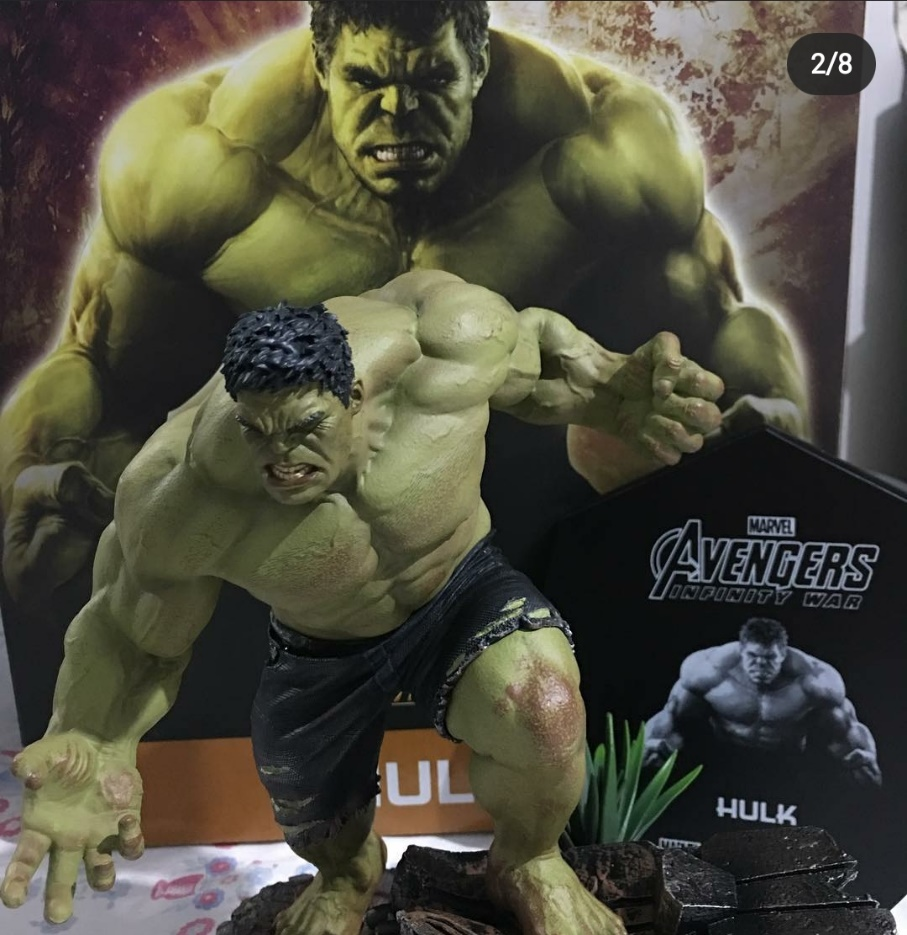 2/8
MARVEL
AVENGERS
INFINITY WAR
HULK
HUL